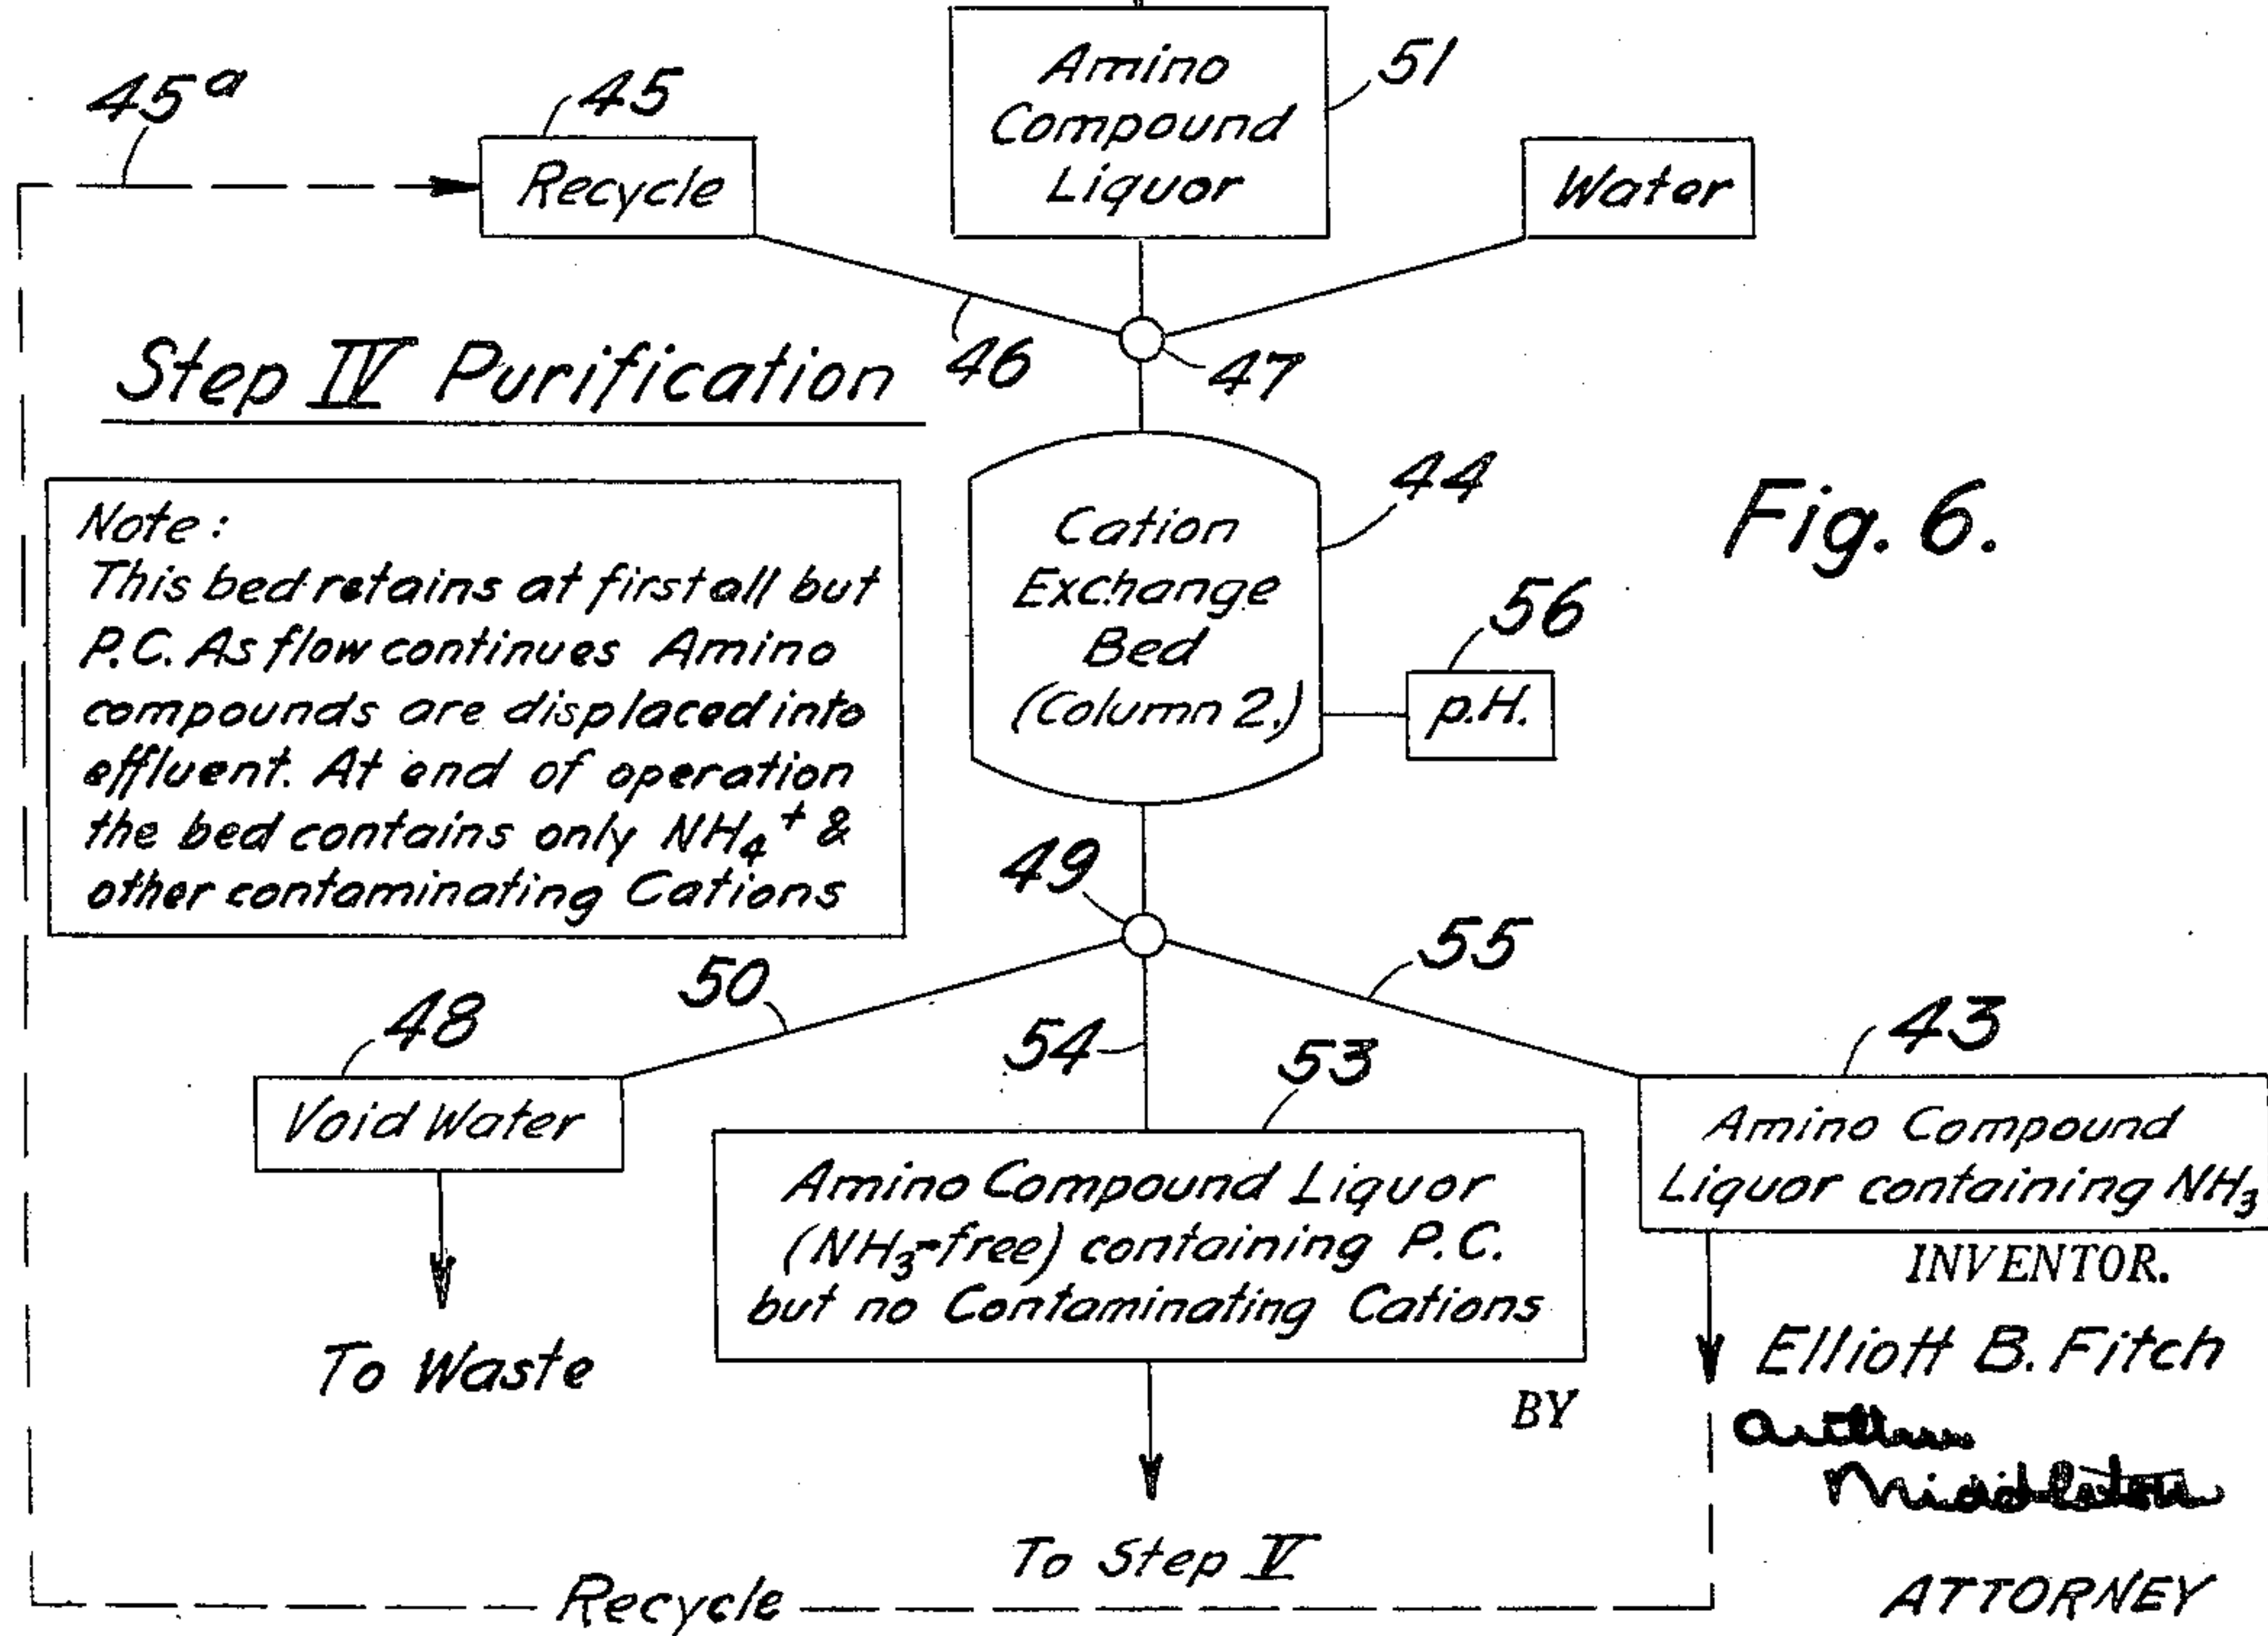 45a
45
Recycle
Amino
Compound
Liquor
51
Water
46
47
Step IV Purification
Note:
This bed retains at first all but
P.C. As flow continues Amino
compounds are displaced into
effluent. At end of operation
the bed contains only NH4+ &
other contaminating Cations
Cation
Exchange
Bed
(Column 2.)
44
56
p.H.
Fig. 6.
49
50
55
48
Void Water
54
53
43
Amino Compound Liquor
(NH3-free) containing P.C.
but no Contaminating Cations
Amino Compound
Liquor containing NH3
To Waste
To Step V
Recycle
INVENTOR.
Elliott B. Fitch
BY
Arthur
Middleton
ATTORNEY